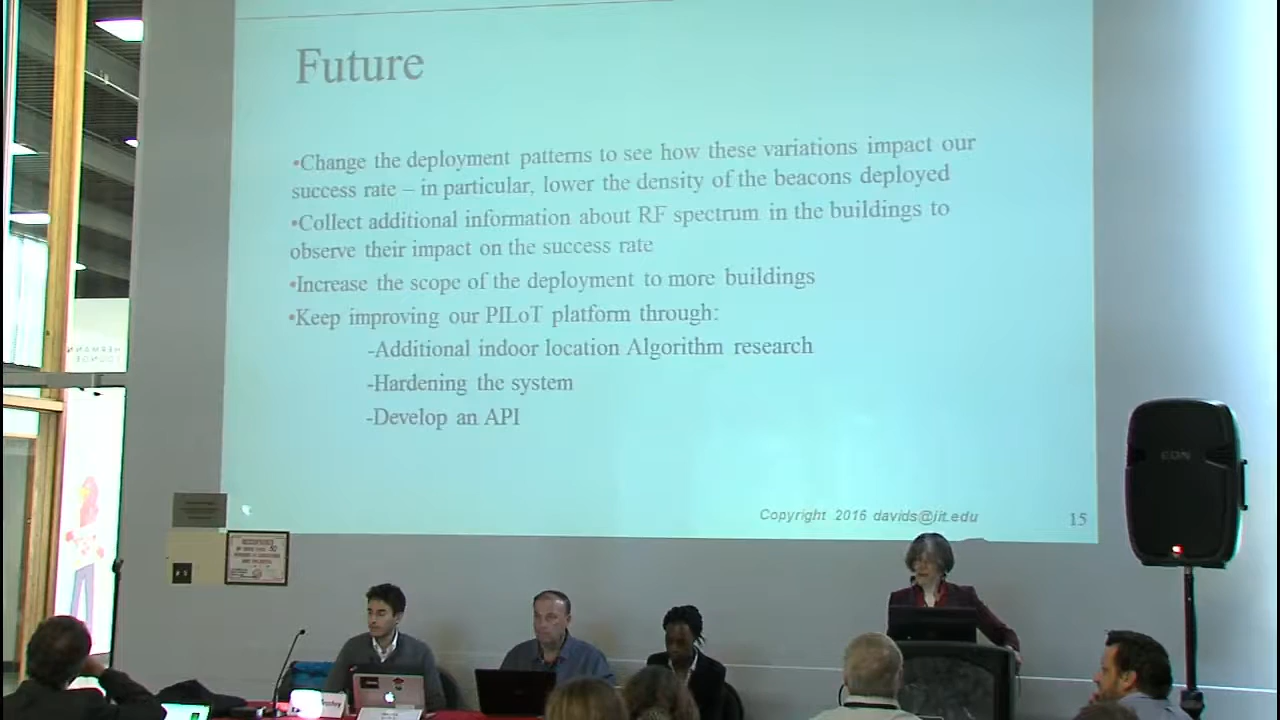 Future
•Change the deployment patterns to see how these variations impact our
success rate – in particular, lower the density of the beacons deployed
•Collect additional information about RF spectrum in the buildings to
observe their impact on the success rate
•Increase the scope of the deployment to more buildings
•Keep improving our PILoT platform through:
-Additional indoor location Algorithm research
-Hardening the system
-Develop an API
Copyright 2016 davids@iit.edu
15
HERMANN
LOUNGE
EON